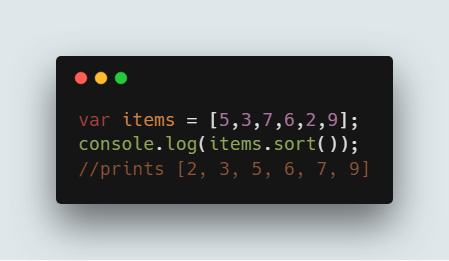 var items = [5,3,7,6,2,9];
console.log(items.sort());
//prints [2, 3, 5, 6, 7, 9]